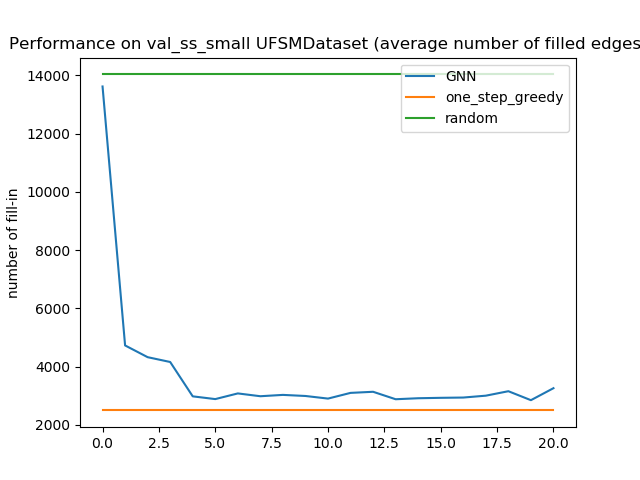 Performance on val_ss_small UFSMDataset (average number of filled edges
14000
12000
10000
8000
6000
4000
2000
number of fill-in
GNN
one_step_greedy
random
0.0 2.5 5.0 7.5 10.0 12.5 15.0 17.5 20.0